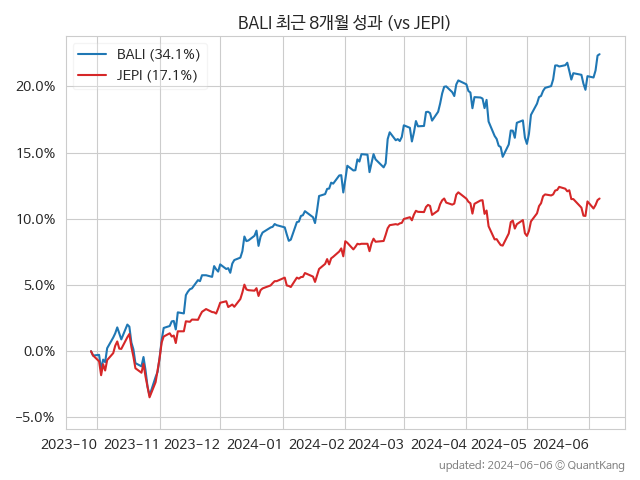 BALI 최근 8개월 성과 (vs JEPI)
BALI (34.1%)
JEPI (17.1%)
20.0%
15.0%
10.0%
5.0%
0.0%
−5.0%
2023-10 2023-11 2023-12 2024-01 2024-02 2024-03 2024-04 2024-05 2024-06
updated: 2024-06-06 © QuantKang